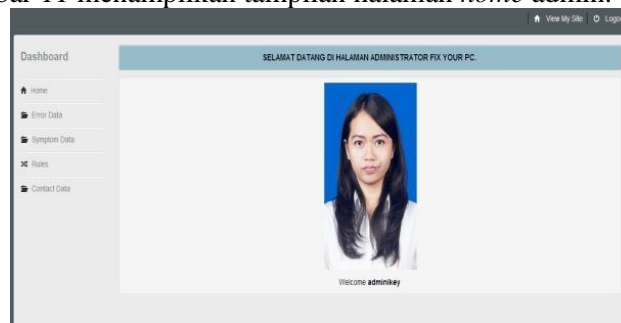 11 menampilkan tampilan halaman home admin.
View My Site Logo
Dashboard
SELAMAT DATANG DI HALAMAN ADMINISTRATOR FIX YOUR PC.
Home
Error Data
Symptom Data
Rules
Contact Data
Welcome adminikey